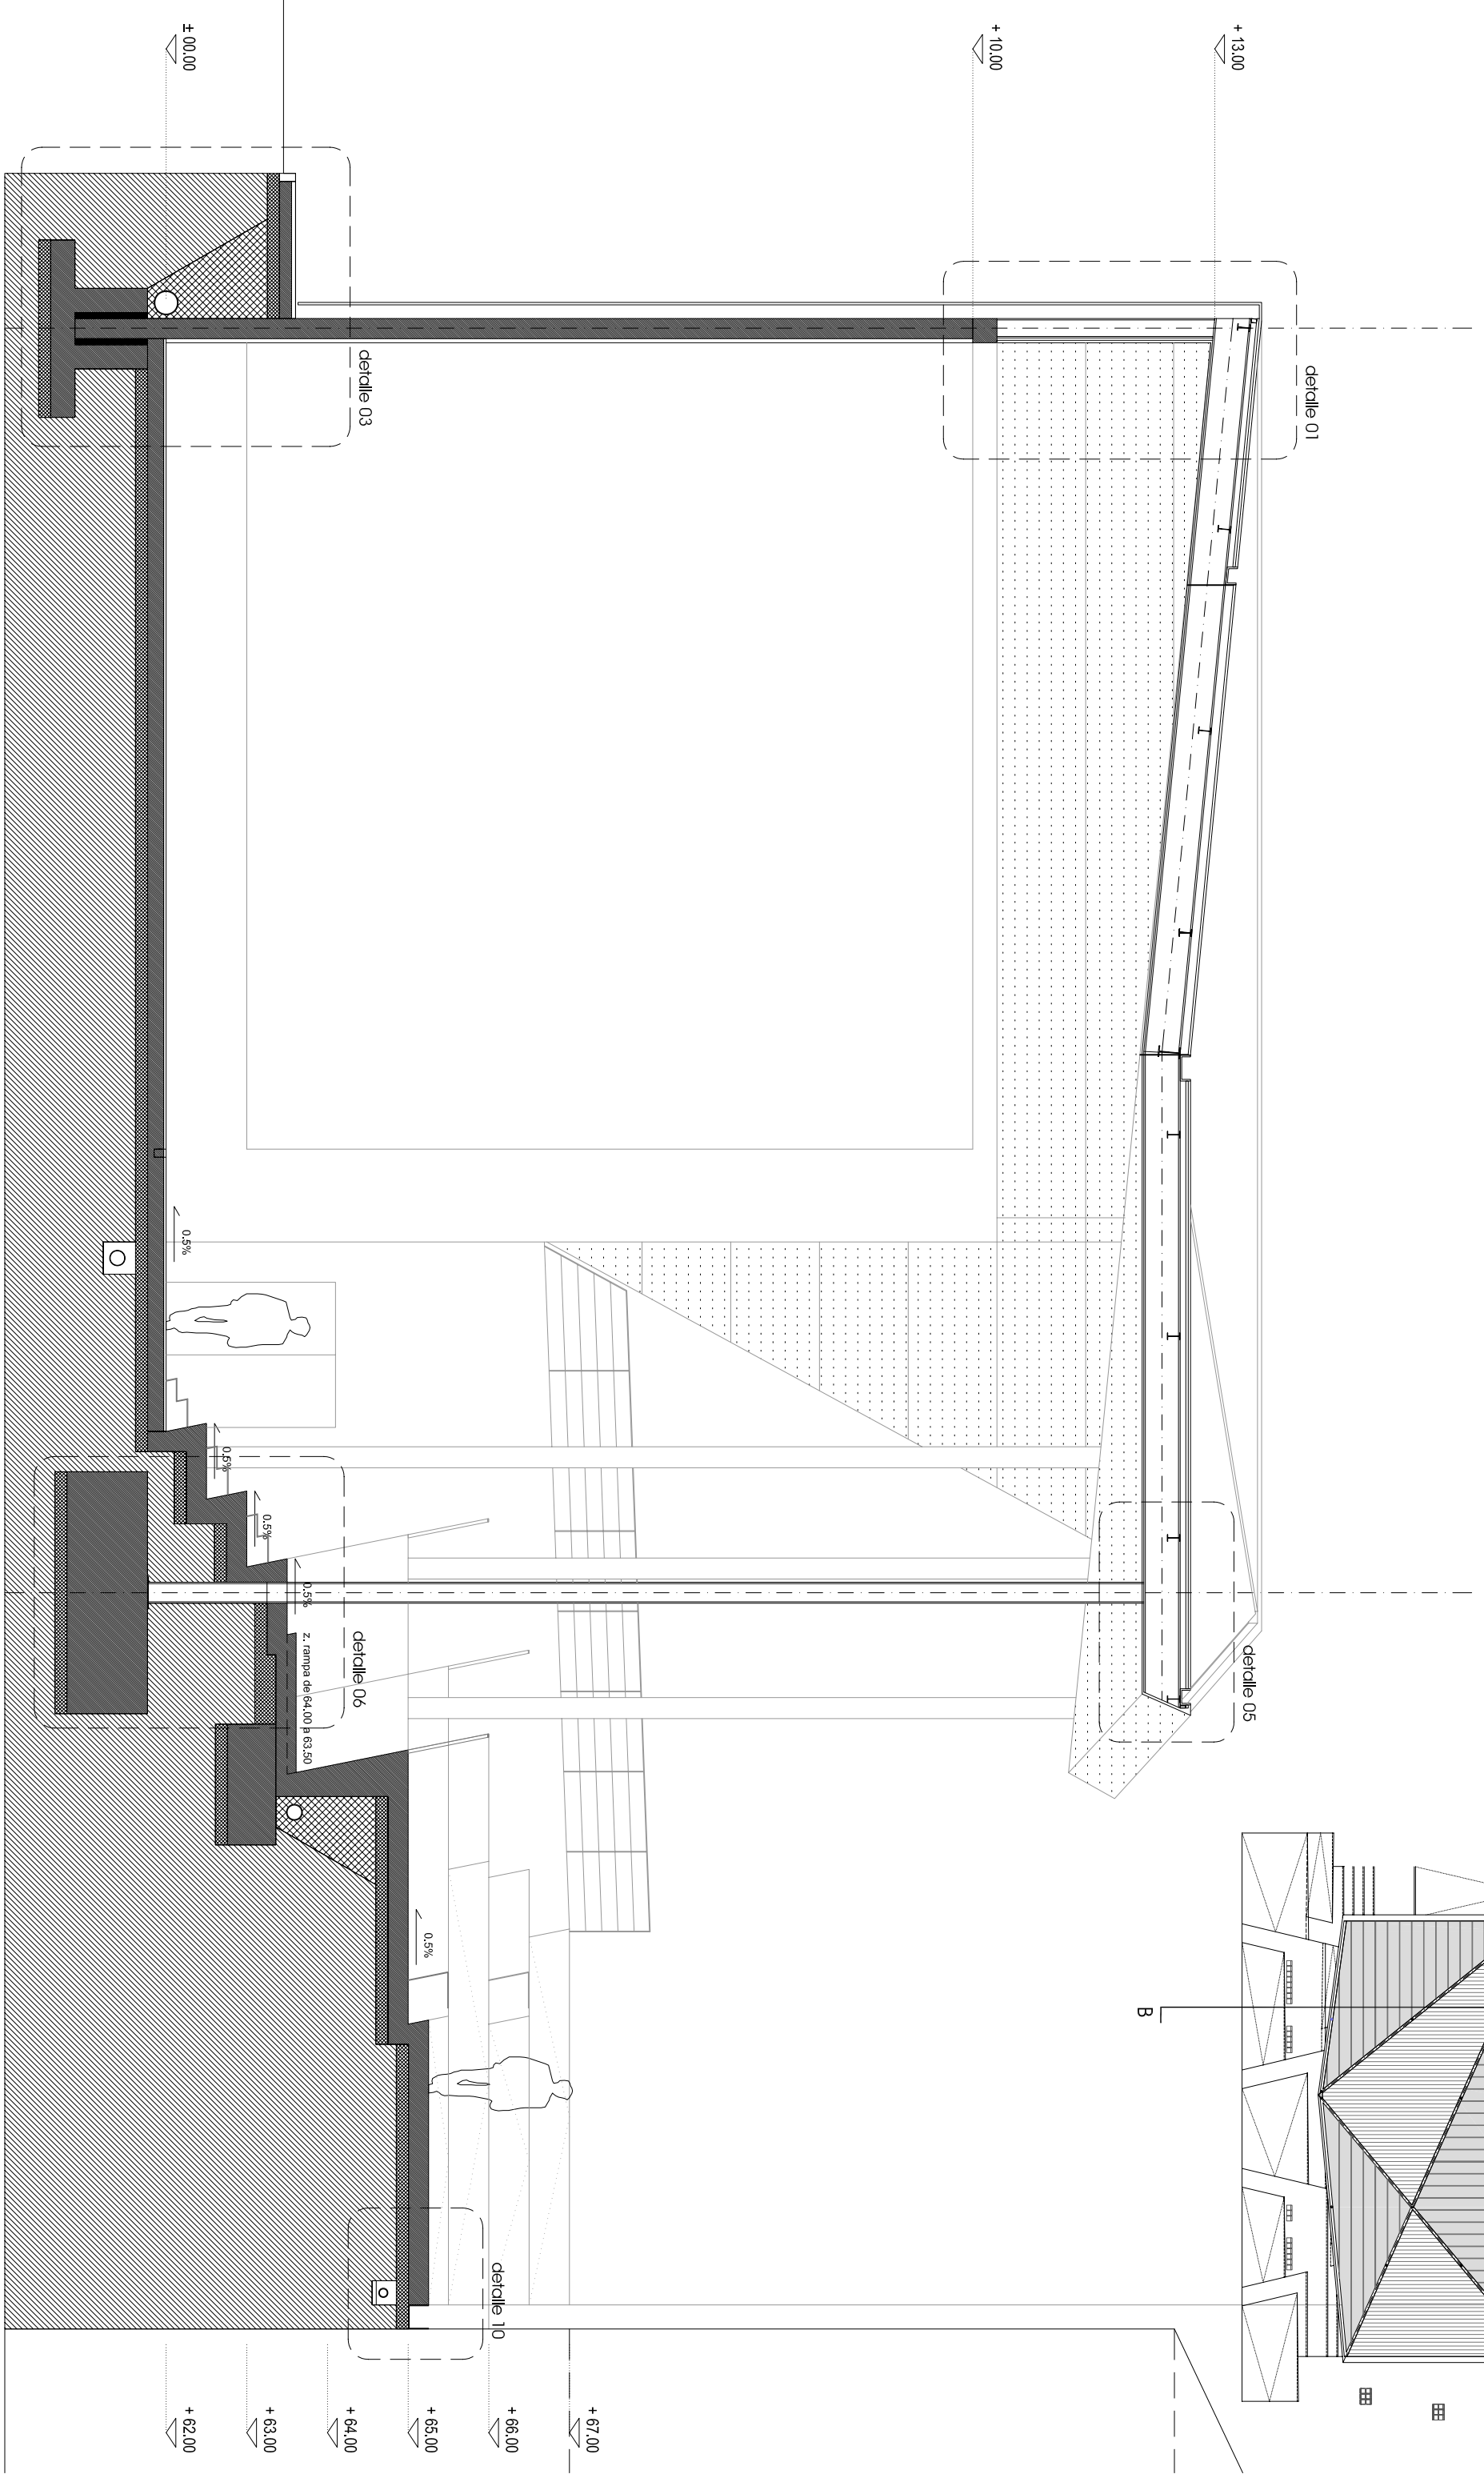 ± 00.00
+ 10.00
+ 13.00
detalle 03
detalle 01
0.5%
0.5%
0.5%
0.5%
z. rampa de 64.00 a 63.50
detalle 06
detalle 05
0.5%
B
detalle 10
+ 62.00
+ 63.00
+ 64.00
+ 65.00
+ 66.00
+ 67.00